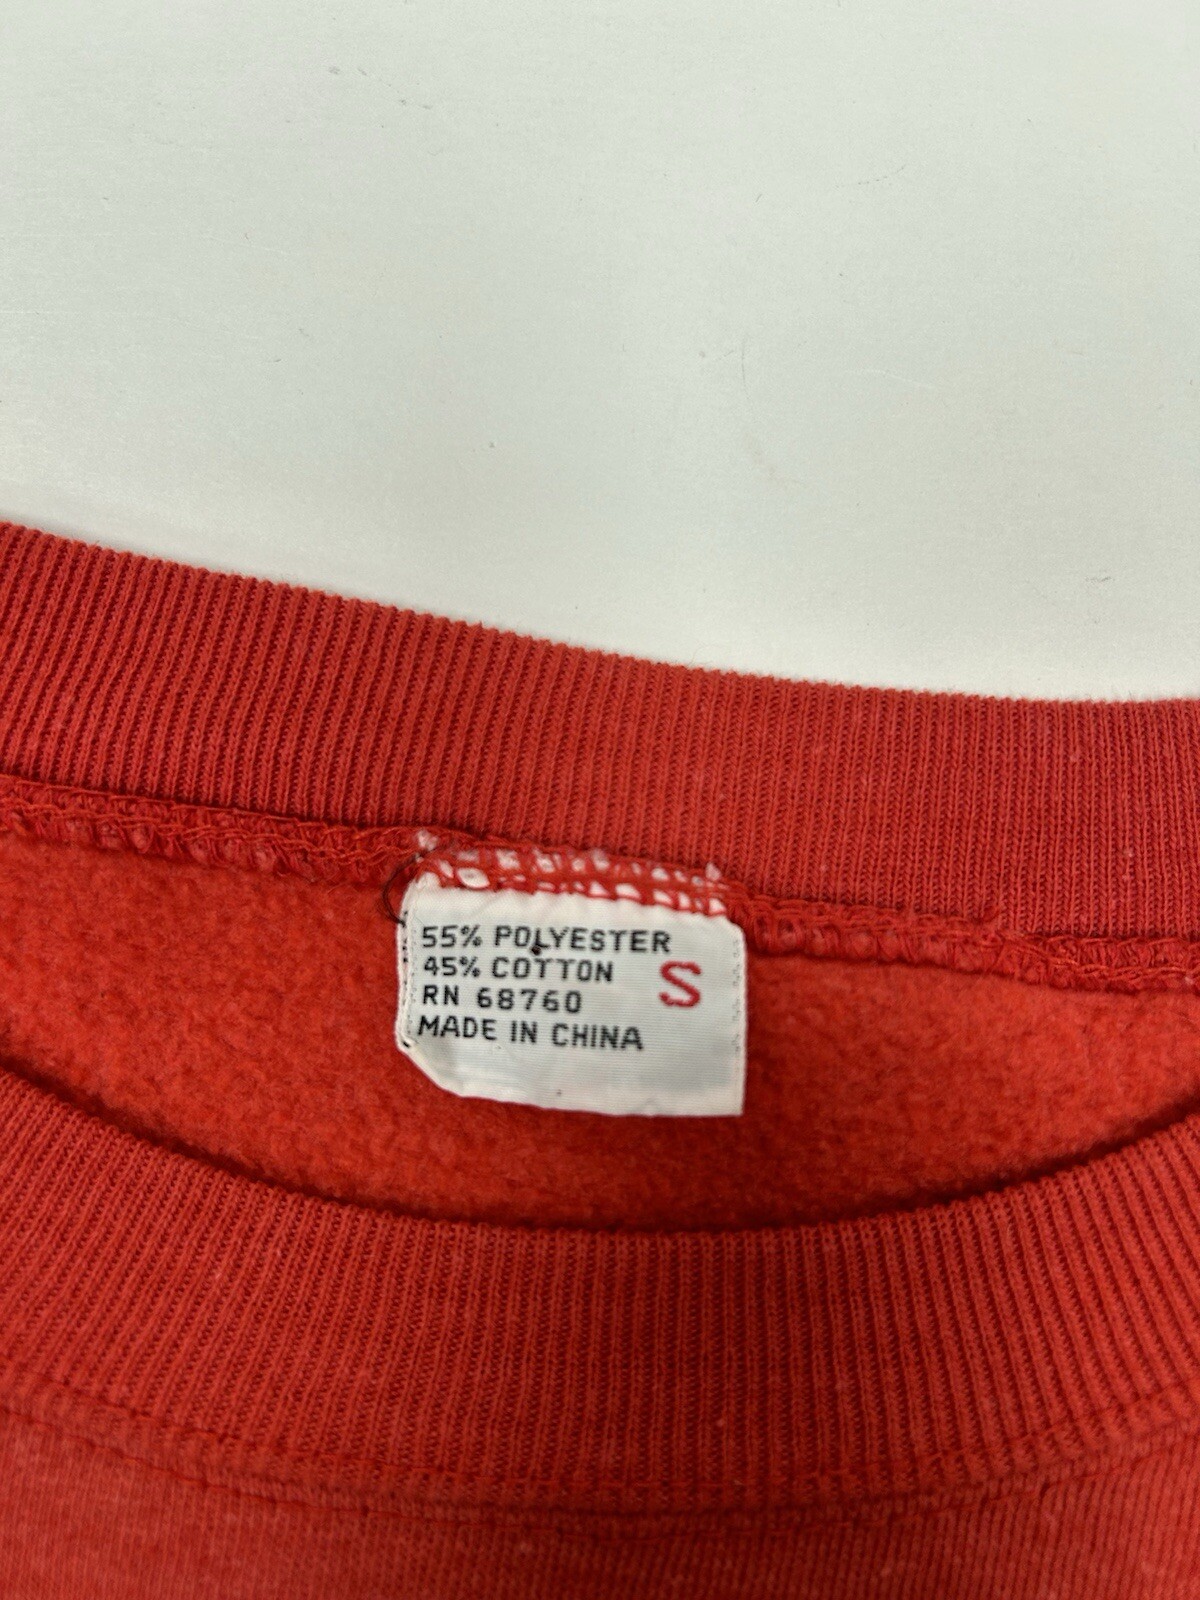 55% POLYESTER
45% COTTON S
RN 68760
MADE IN CHINA